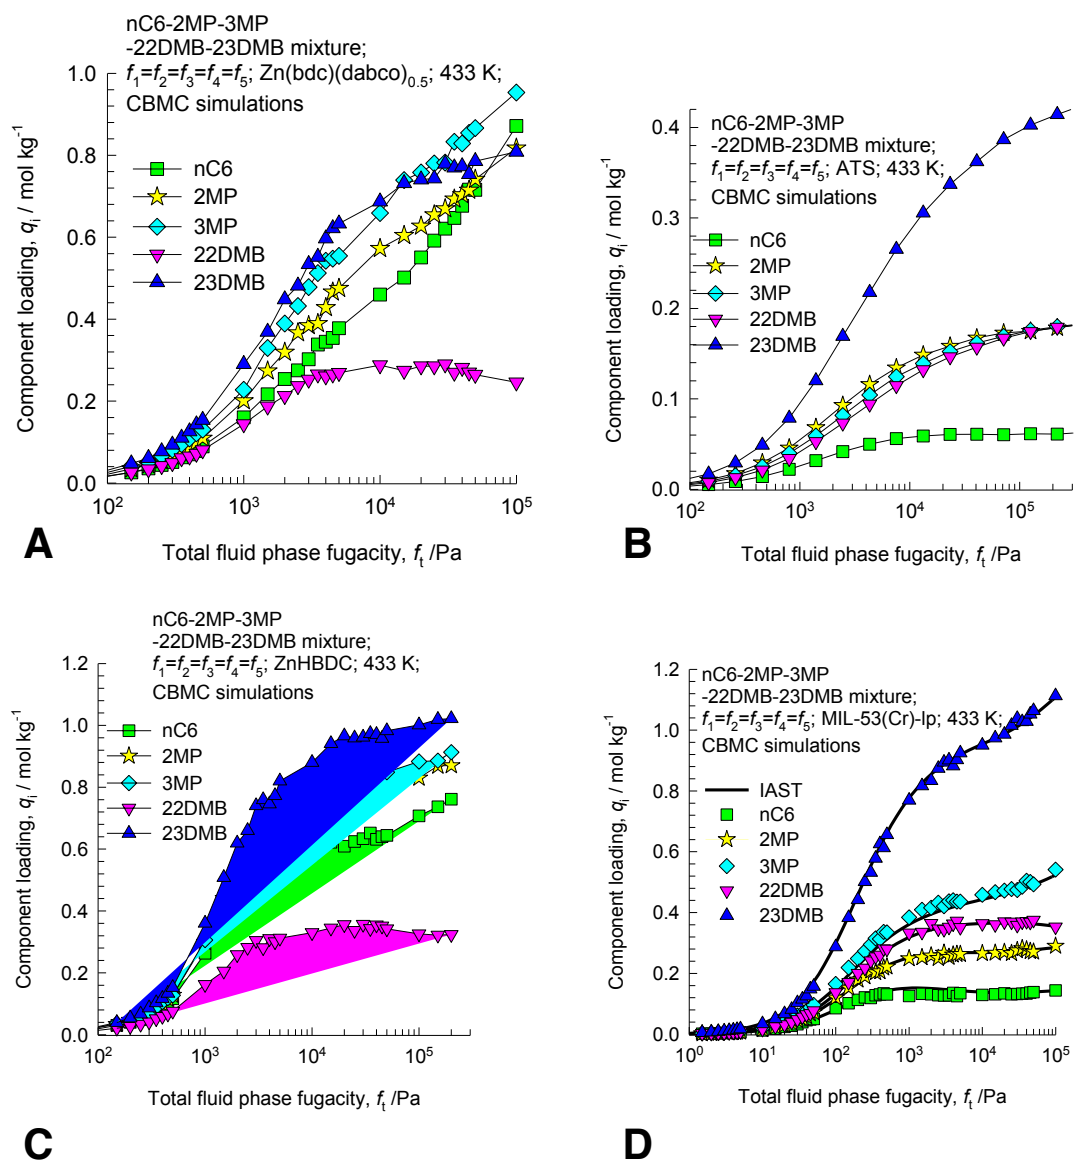 nC6-2MP-3MP
-22DMB-23DMB mixture;
f1=f2=f3=f4=f5; Zn(bdc)(dabco)0.5; 433 K;
CBMC simulations
nC6
2MP
3MP
22DMB
23DMB
Component loading, qi / mol kg-1
1.0
0.8
0.6
0.4
0.2
0.0
10² 10³ 10⁴ 10⁵
Total fluid phase fugacity, ft /Pa
A
nC6-2MP-3MP
-22DMB-23DMB mixture;
f1=f2=f3=f4=f5; ATS; 433 K;
CBMC simulations
nC6
2MP
3MP
22DMB
23DMB
Component loading, qi / mol kg-1
0.4
0.3
0.2
0.1
0.0
10² 10³ 10⁴ 10⁵
Total fluid phase fugacity, ft /Pa
B
nC6-2MP-3MP
-22DMB-23DMB mixture;
f1=f2=f3=f4=f5; ZnHBDC; 433 K;
CBMC simulations
nC6
2MP
3MP
22DMB
23DMB
Component loading, qi / mol kg-1
1.2
1.0
0.8
0.6
0.4
0.2
0.0
10² 10³ 10⁴ 10⁵
Total fluid phase fugacity, ft /Pa
C
nC6-2MP-3MP
-22DMB-23DMB mixture;
f1=f2=f3=f4=f5; MIL-53(Cr)-lp; 433 K;
CBMC simulations
IAST
nC6
2MP
3MP
22DMB
23DMB
Component loading, qi / mol kg-1
1.2
1.0
0.8
0.6
0.4
0.2
0.0
10⁰ 10¹ 10² 10³ 10⁴ 10⁵
Total fluid phase fugacity, ft /Pa
D